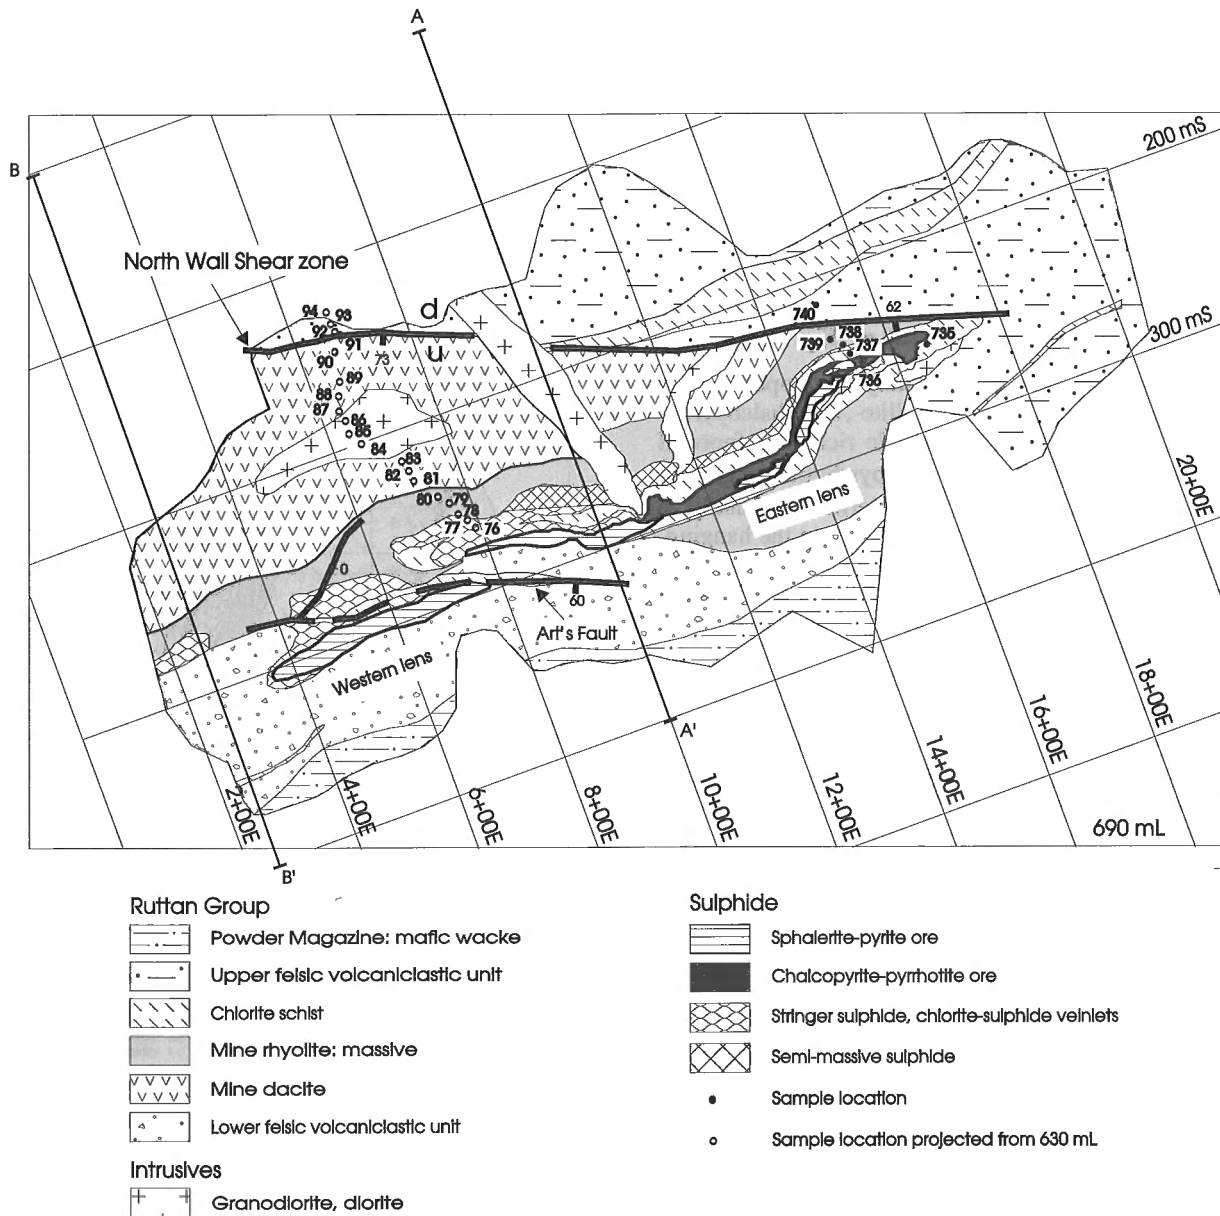 A
200 mS
B
North Wall Shear zone
d
94
93
92
91
u
73
90
89
88
87
86
85
84
83
82
81
80
79
78
77
76
0
740
62
738
739
737
735
736
300 mS
Eastern lens
60
Art's Fault
Western lens
A'
B'
2+00E
4+00E
6+00E
8+00E
10+00E
12+00E
14+00E
16+00E
18+00E
20+00E
690 mL
Ruttan Group
Powder Magazine: mafic wacke
Upper felsic volcaniclastic unit
Chlorite schist
Mine rhyolite: massive
Mine dacite
Lower felsic volcaniclastic unit
Intrusives
Granodiorite, diorite
Sulphide
Sphalerite-pyrite ore
Chalcopyrite-pyrrhotite ore
Stringer sulphide, chlorite-sulphide veinlets
Semi-massive sulphide
Sample location
Sample location projected from 630 mL